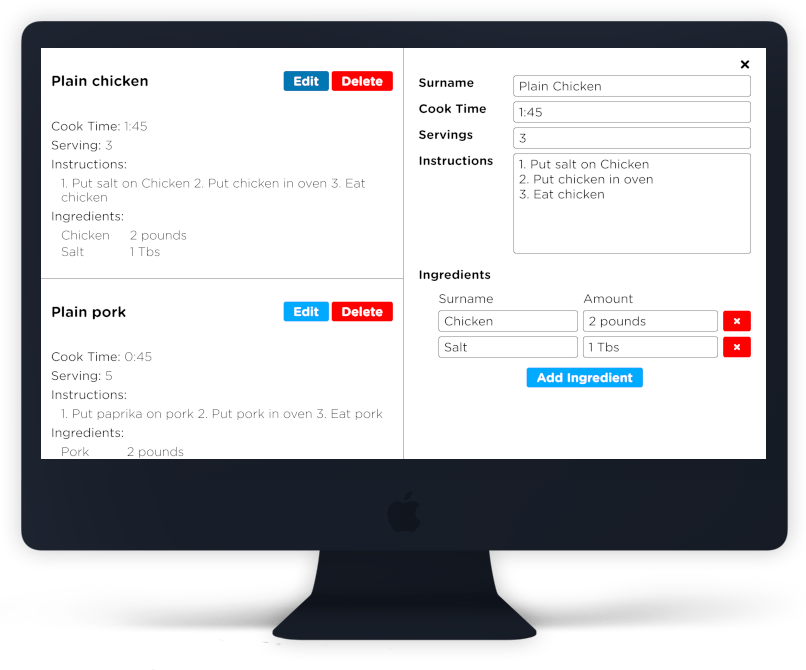 Plain chicken
Edit Delete
Cook Time: 1:45
Serving: 3
Instructions:
1. Put salt on Chicken 2. Put chicken in oven 3. Eat
chicken
Ingredients:
Chicken 2 pounds
Salt 1 Tbs
Plain pork
Edit Delete
Cook Time: 0:45
Serving: 5
Instructions:
1. Put paprika on pork 2. Put pork in oven 3. Eat pork
Ingredients:
Pork 2 pounds
×
Surname Plain Chicken
Cook Time 1:45
Servings 3
Instructions 1. Put salt on Chicken
2. Put chicken in oven
3. Eat chicken
Ingredients
Surname Amount
Chicken 2 pounds ×
Salt 1 Tbs ×
Add Ingredient